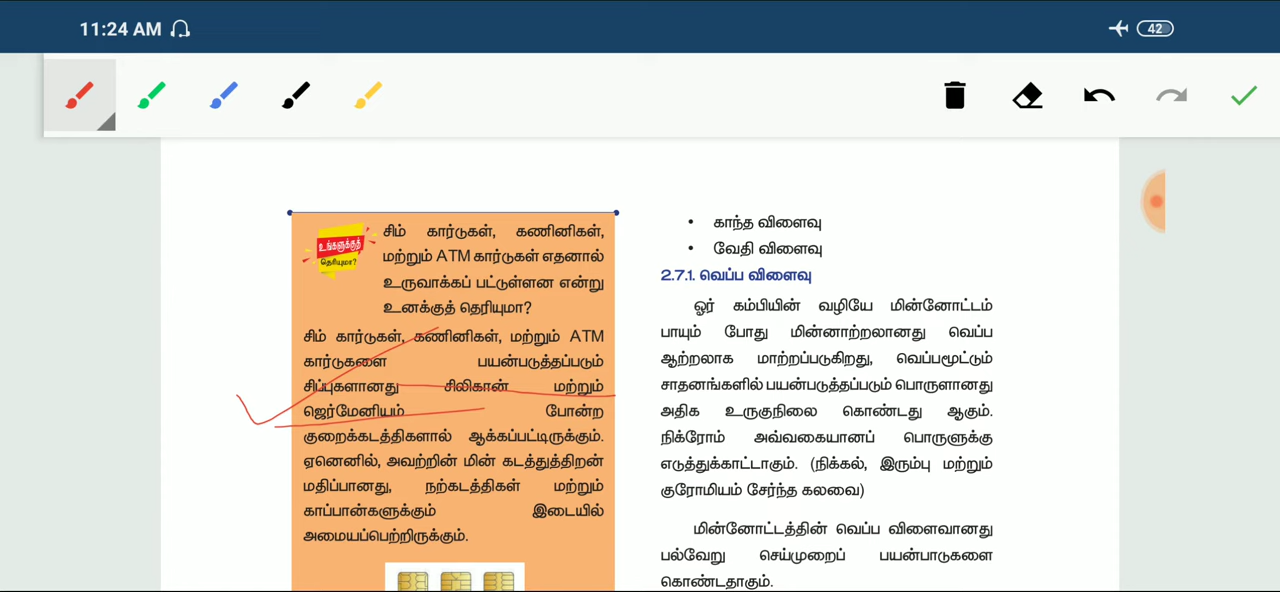 11:24 AM
42
உங்களுக்குத்
தெரியுமா?
சிம் கார்டுகள், கணினிகள்,
மற்றும் ATM கார்டுகள் எதனால்
உருவாக்கப் பட்டுள்ளன என்று
உனக்குத் தெரியுமா?
சிம் கார்டுகள், கணினிகள், மற்றும் ATM
கார்டுகளை பயன்படுத்தப்படும்
சிப்புகளானது சிலிகான் மற்றும்
ஜெர்மேனியம் போன்ற
குறைக்கடத்திகளால் ஆக்கப்பட்டிருக்கும்.
ஏனெனில், அவற்றின் மின் கடத்துத்திறன்
மதிப்பானது, நற்கடத்திகள் மற்றும்
காப்பான்களுக்கும் இடையில்
அமையப்பெற்றிருக்கும்.
• காந்த விளைவு
• வேதி விளைவு
2.7.1. வெப்ப விளைவு
ஓர் கம்பியின் வழியே மின்னோட்டம்
பாயும் போது மின்னாற்றலானது வெப்ப
ஆற்றலாக மாற்றப்படுகிறது, வெப்பமூட்டும்
சாதனங்களில் பயன்படுத்தப்படும் பொருளானது
அதிக உருகுநிலை கொண்டது ஆகும்.
நிக்ரோம் அவ்வகையானப் பொருளுக்கு
எடுத்துக்காட்டாகும். (நிக்கல், இரும்பு மற்றும்
குரோமியம் சேர்ந்த கலவை)
மின்னோட்டத்தின் வெப்ப விளைவானது
பல்வேறு செய்முறைப் பயன்பாடுகளை
கொண்டதாகும்.